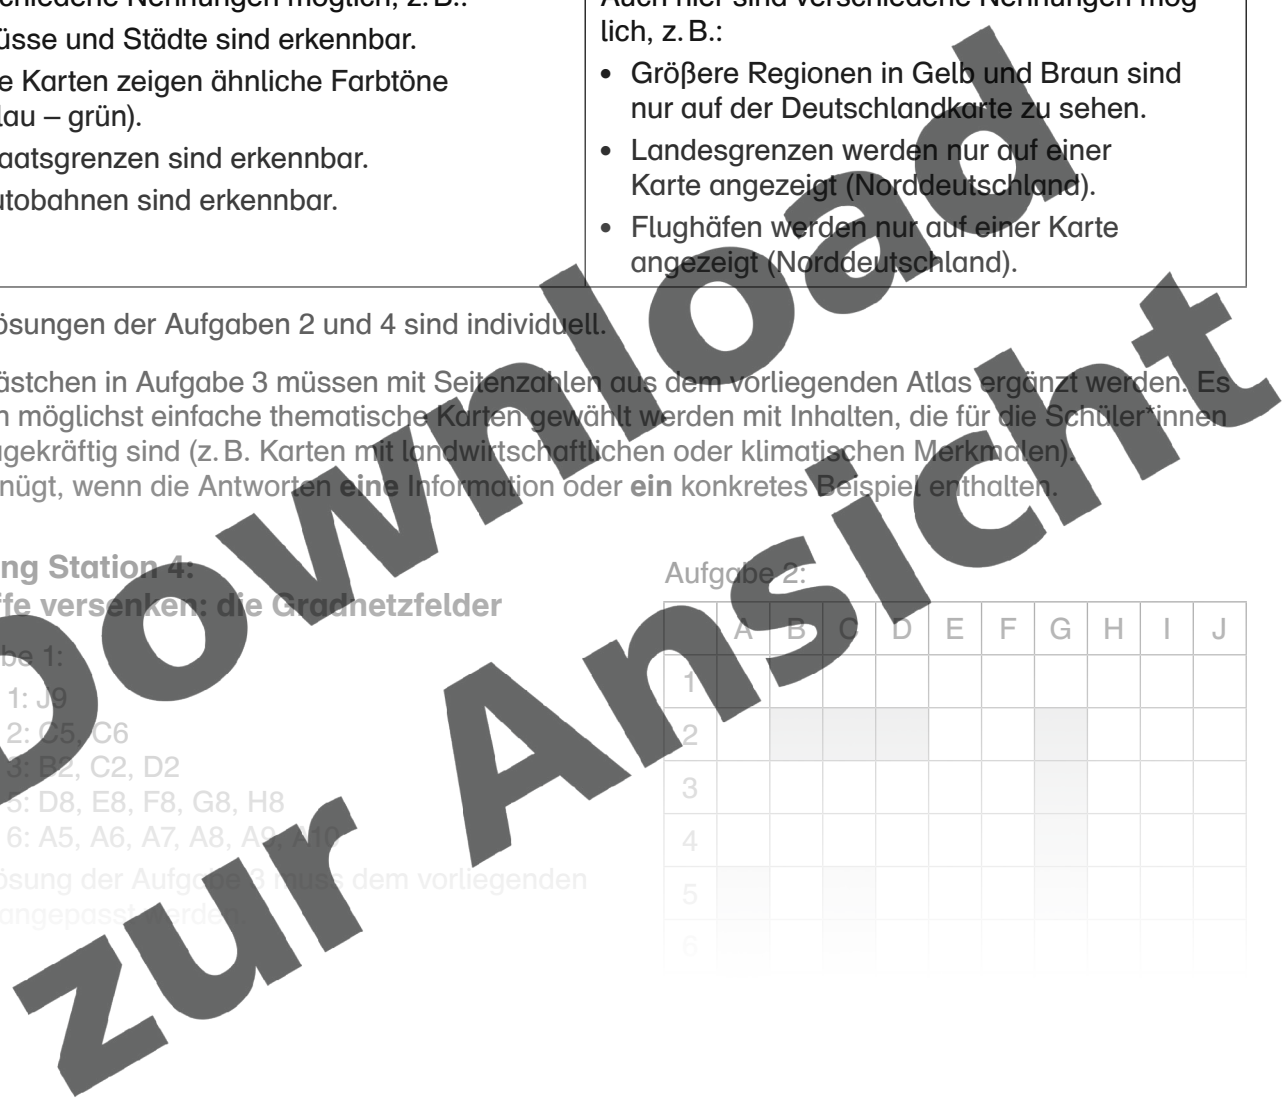 chiedene Nennungen möglich, z. B.:
üsse und Städte sind erkennbar.
e Karten zeigen ähnliche Farbtöne
lau – grün).
aatsgrenzen sind erkennbar.
utobahnen sind erkennbar.
Auch hier sind verschiedene Nennungen mög
lich, z. B.:
• Größere Regionen in Gelb und Braun sind
nur auf der Deutschlandkarte zu sehen.
• Landesgrenzen werden nur auf einer
Karte angezeigt (Norddeutschland).
• Flughäfen werden nur auf einer Karte
angezeigt (Norddeutschland).
ösungen der Aufgaben 2 und 4 sind individuell.
ästchen in Aufgabe 3 müssen mit Seitenzahlen aus dem vorliegenden Atlas ergänzt werden. Es
n möglichst einfache thematische Karten gewählt werden mit Inhalten, die für die Schüler*innen
agekräftig sind (z. B. Karten mit landwirtschaftlichen oder klimatischen Merkmalen).
nügt, wenn die Antworten eine Information oder ein konkretes Beispiel enthalten.
ng Station 4:
ffe versenken: die Gradnetzfelder
be 1:
1: J9
2: C5, C6
3: B2, C2, D2
5: D8, E8, F8, G8, H8
6: A5, A6, A7, A8, A9, A10
ösung der Aufgabe 3 muss dem vorliegenden
angepasst werden.
Aufgabe 2:
A B C D E F G H I J
1
2
3
4
5
6
Download
zur Ansicht